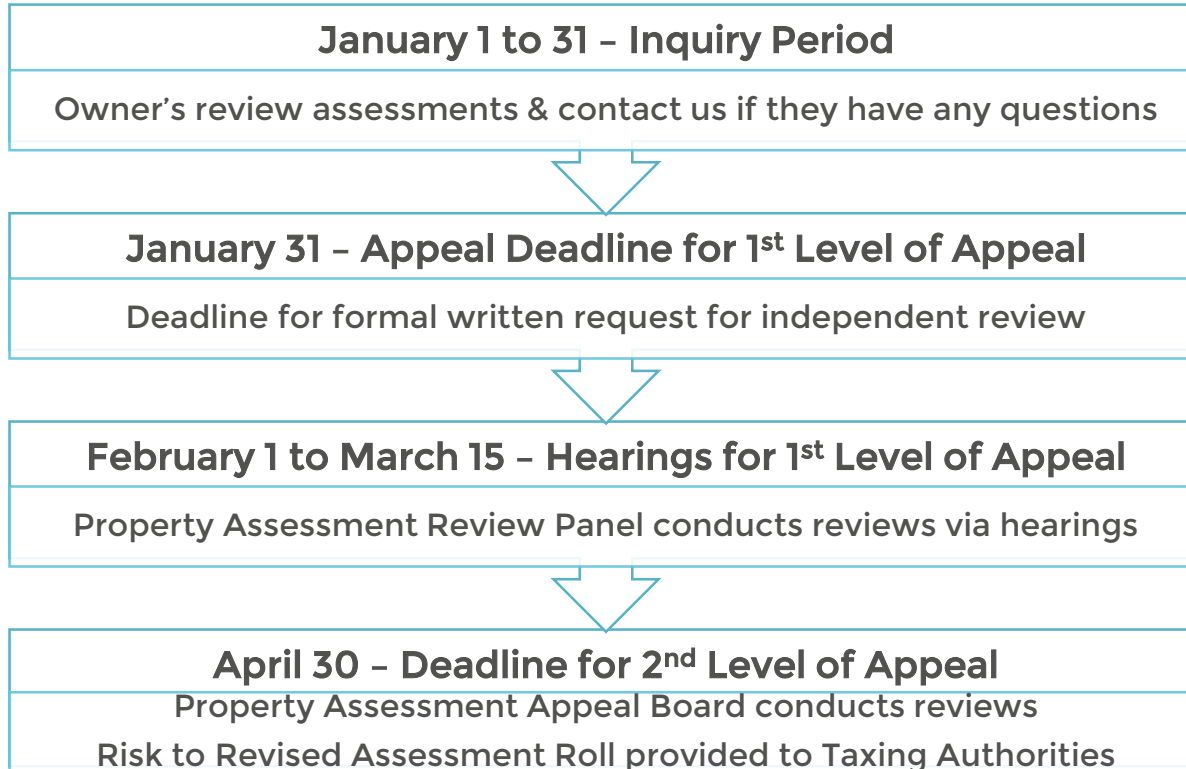 January 1 to 31 – Inquiry Period
Owner's review assessments & contact us if they have any questions
January 31 – Appeal Deadline for 1st Level of Appeal
Deadline for formal written request for independent review
February 1 to March 15 – Hearings for 1st Level of Appeal
Property Assessment Review Panel conducts reviews via hearings
April 30 – Deadline for 2nd Level of Appeal
Property Assessment Appeal Board conducts reviews
Risk to Revised Assessment Roll provided to Taxing Authorities